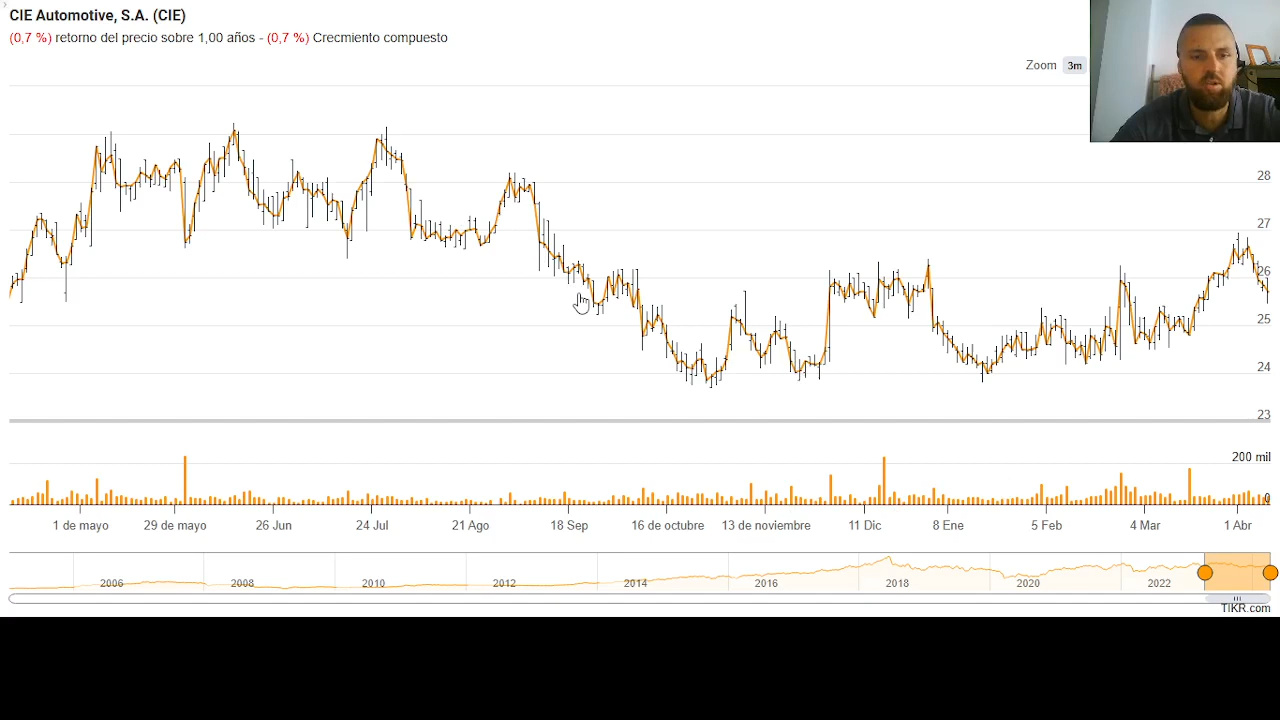 CIE Automotive, S.A. (CIE)
(0,7 %) retorno del precio sobre 1,00 años - (0,7 %) Crecmiento compuesto
Zoom 3m
28
27
26
25
24
23
200 mil
0
1 de mayo 29 de mayo 26 Jun 24 Jul 21 Ago 18 Sep 16 de octubre 13 de noviembre 11 Dic 8 Ene 5 Feb 4 Mar 1 Abr
2006 2008 2010 2012 2014 2016 2018 2020 2022
TIKR.com